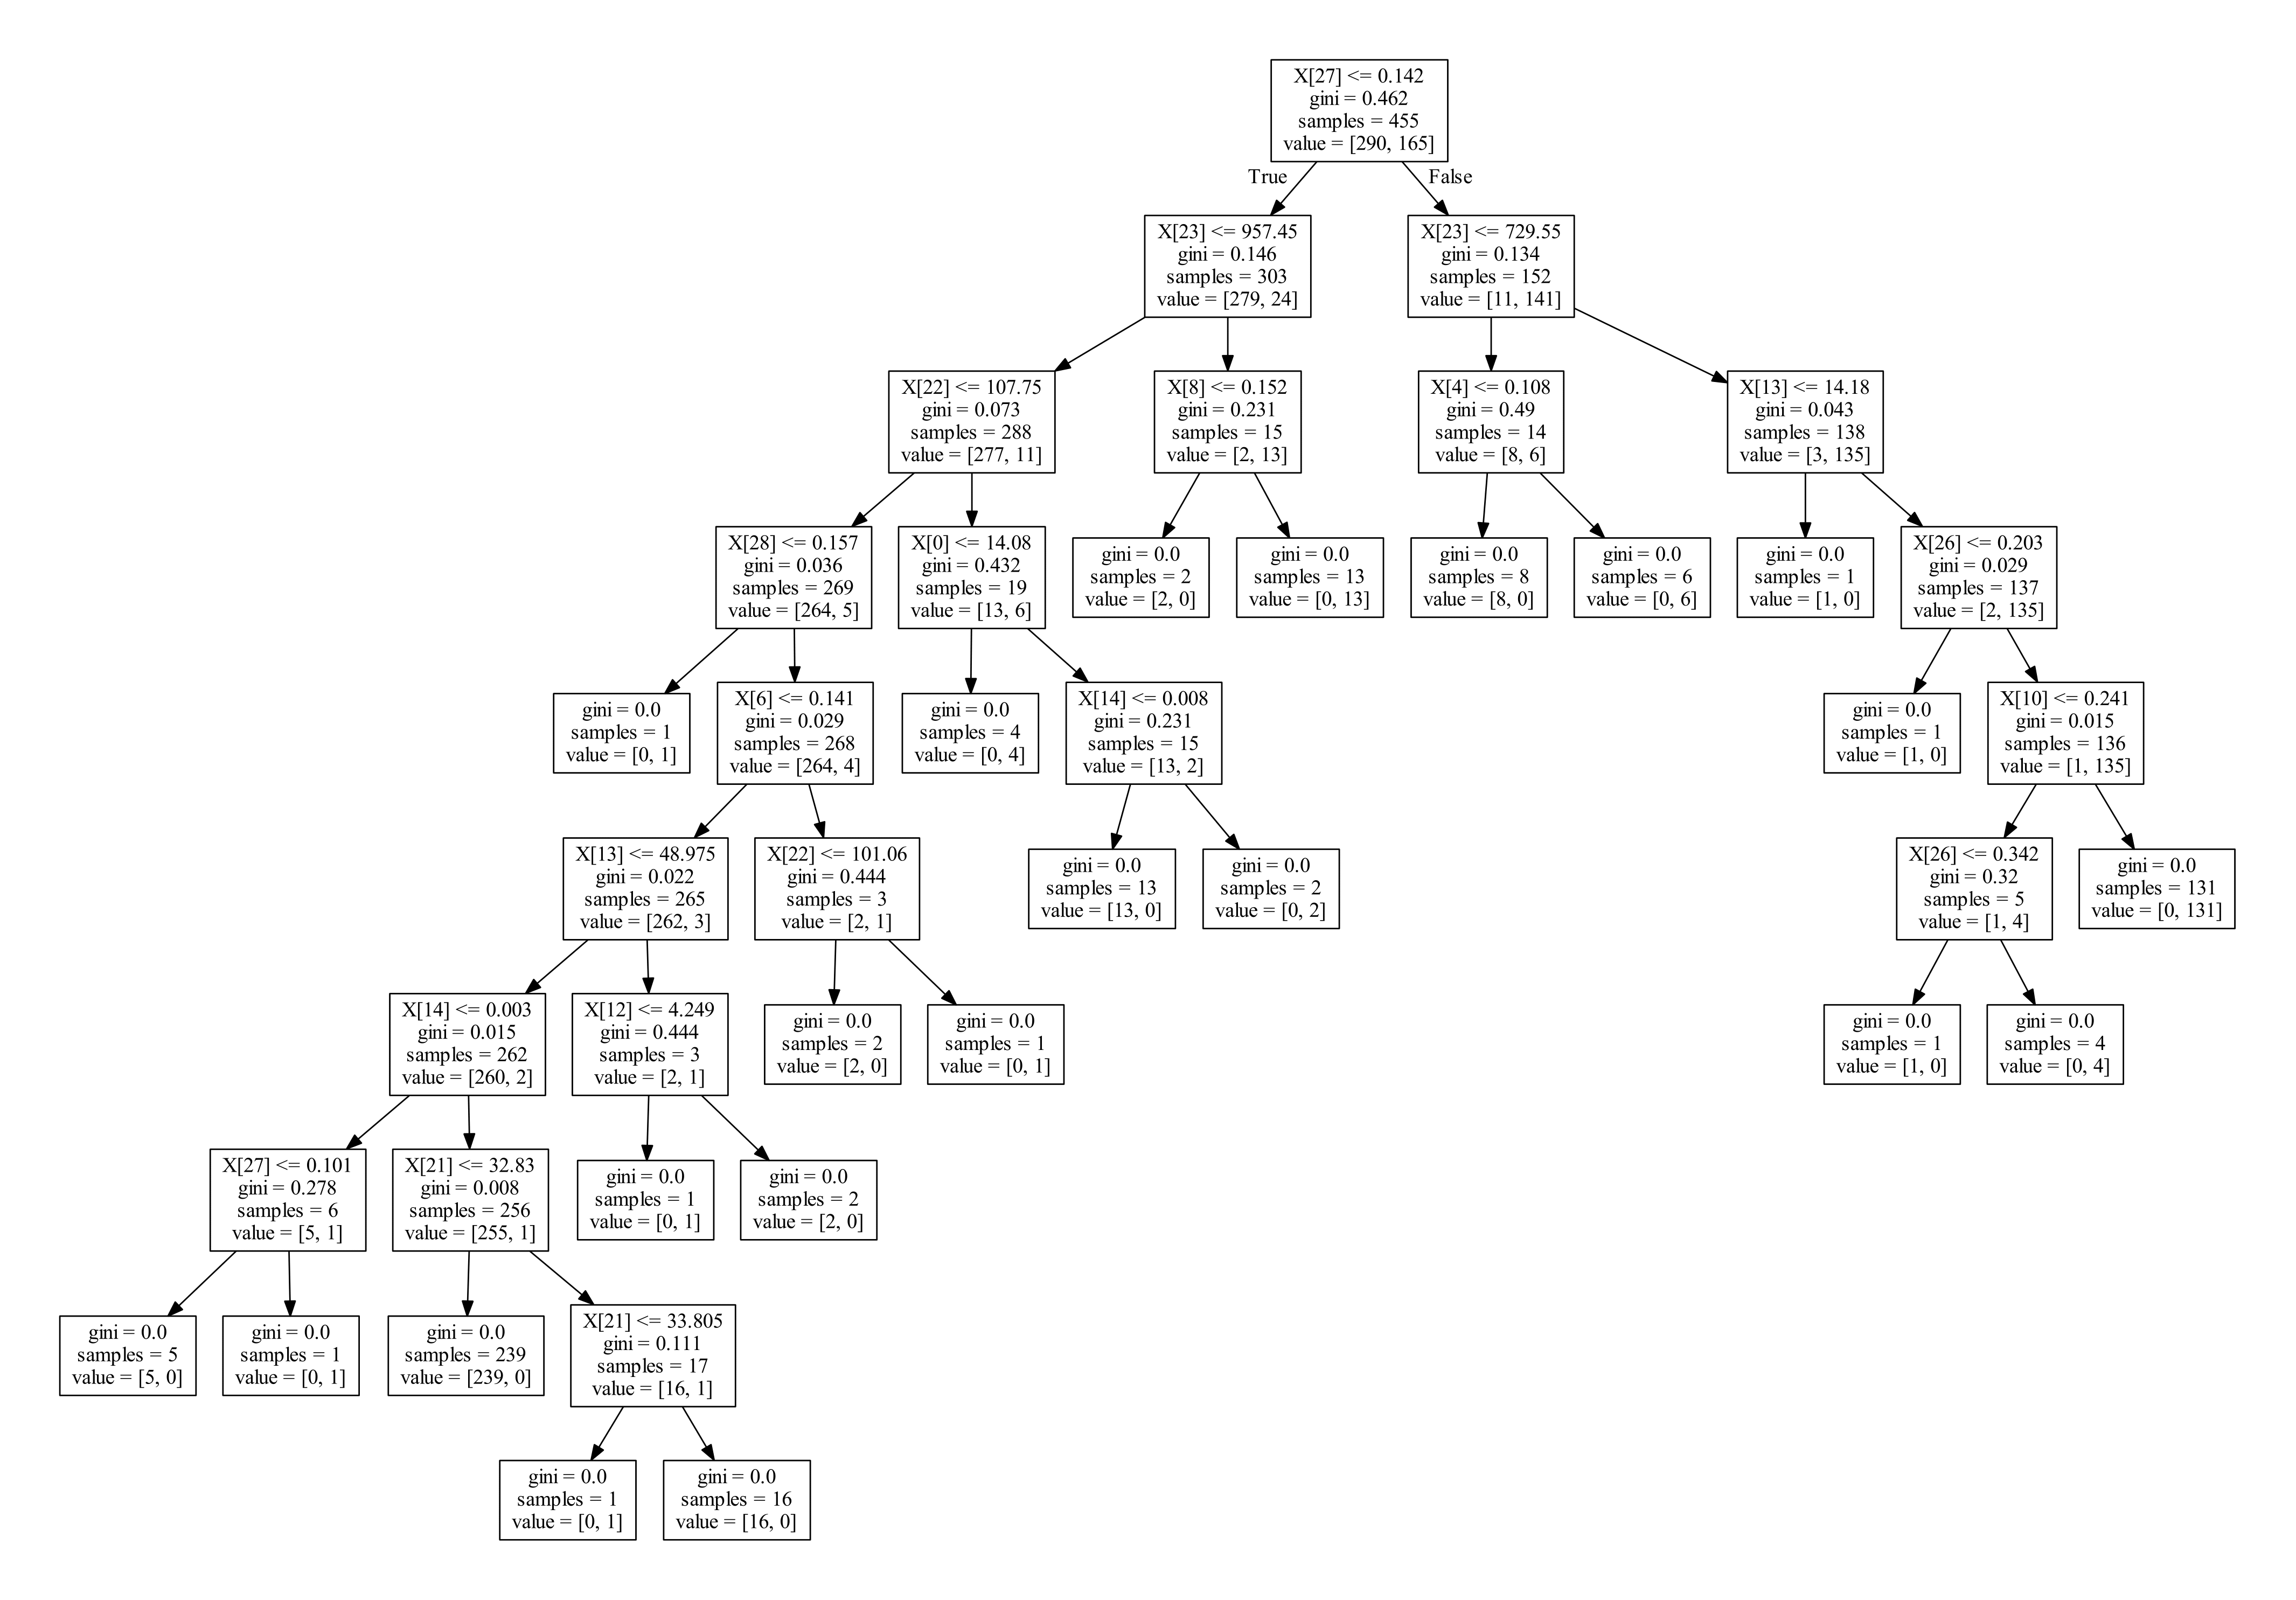 X[27] <= 0.142
gini = 0.462
samples = 455
value = [290, 165]
True
False
X[23] <= 957.45
gini = 0.146
samples = 303
value = [279, 24]
X[23] <= 729.55
gini = 0.134
samples = 152
value = [11, 141]
X[22] <= 107.75
gini = 0.073
samples = 288
value = [277, 11]
X[8] <= 0.152
gini = 0.231
samples = 15
value = [2, 13]
X[4] <= 0.108
gini = 0.49
samples = 14
value = [8, 6]
X[13] <= 14.18
gini = 0.043
samples = 138
value = [3, 135]
X[28] <= 0.157
gini = 0.036
samples = 269
value = [264, 5]
X[0] <= 14.08
gini = 0.432
samples = 19
value = [13, 6]
gini = 0.0
samples = 2
value = [2, 0]
gini = 0.0
samples = 13
value = [0, 13]
gini = 0.0
samples = 8
value = [8, 0]
gini = 0.0
samples = 6
value = [0, 6]
gini = 0.0
samples = 1
value = [1, 0]
X[26] <= 0.203
gini = 0.029
samples = 137
value = [2, 135]
gini = 0.0
samples = 1
value = [0, 1]
X[6] <= 0.141
gini = 0.029
samples = 268
value = [264, 4]
gini = 0.0
samples = 4
value = [0, 4]
X[14] <= 0.008
gini = 0.231
samples = 15
value = [13, 2]
gini = 0.0
samples = 1
value = [1, 0]
X[10] <= 0.241
gini = 0.015
samples = 136
value = [1, 135]
X[13] <= 48.975
gini = 0.022
samples = 265
value = [262, 3]
X[22] <= 101.06
gini = 0.444
samples = 3
value = [2, 1]
gini = 0.0
samples = 13
value = [13, 0]
gini = 0.0
samples = 2
value = [0, 2]
X[26] <= 0.342
gini = 0.32
samples = 5
value = [1, 4]
gini = 0.0
samples = 131
value = [0, 131]
X[14] <= 0.003
gini = 0.015
samples = 262
value = [260, 2]
X[12] <= 4.249
gini = 0.444
samples = 3
value = [2, 1]
gini = 0.0
samples = 2
value = [2, 0]
gini = 0.0
samples = 1
value = [0, 1]
gini = 0.0
samples = 1
value = [1, 0]
gini = 0.0
samples = 4
value = [0, 4]
X[27] <= 0.101
gini = 0.278
samples = 6
value = [5, 1]
X[21] <= 32.83
gini = 0.008
samples = 256
value = [255, 1]
gini = 0.0
samples = 1
value = [0, 1]
gini = 0.0
samples = 2
value = [2, 0]
gini = 0.0
samples = 5
value = [5, 0]
gini = 0.0
samples = 1
value = [0, 1]
gini = 0.0
samples = 239
value = [239, 0]
X[21] <= 33.805
gini = 0.111
samples = 17
value = [16, 1]
gini = 0.0
samples = 1
value = [0, 1]
gini = 0.0
samples = 16
value = [16, 0]